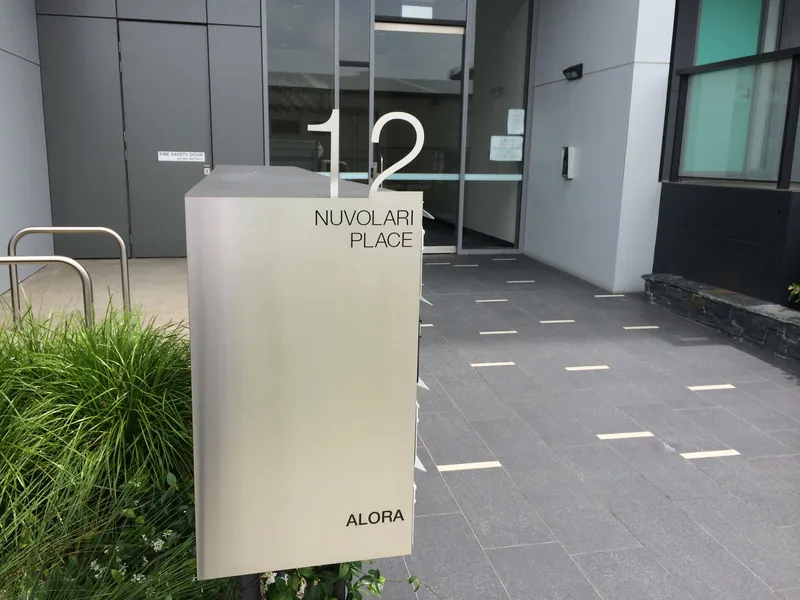 FIRE SAFETY DOOR
12
NUVOLARI
PLACE
ALORA